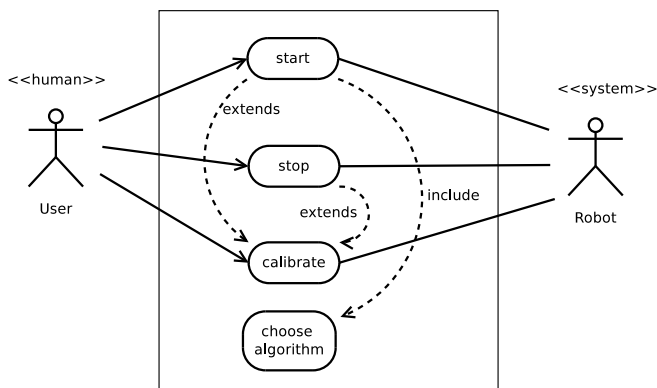 start
<<human>>
<<system>>
extends
User
stop
include
extends
Robot
calibrate
choose
algorithm